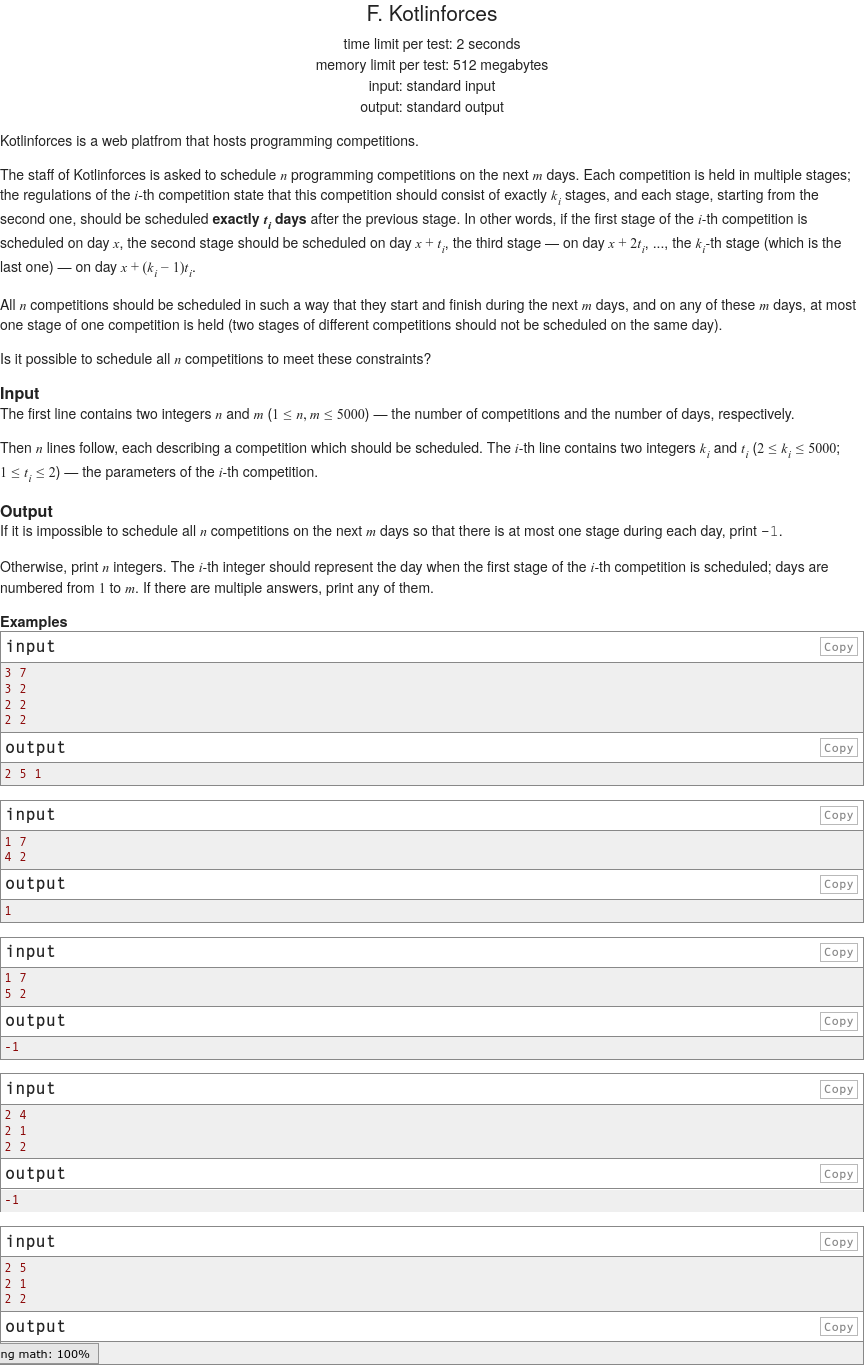 F. Kotlinforces
time limit per test: 2 seconds
memory limit per test: 512 megabytes
input: standard input
output: standard output
Kotlinforces is a web platfrom that hosts programming competitions.
The staff of Kotlinforces is asked to schedule n programming competitions on the next m days. Each competition is held in multiple stages;
the regulations of the i-th competition state that this competition should consist of exactly k_i stages, and each stage, starting from the
second one, should be scheduled exactly t_i days after the previous stage. In other words, if the first stage of the i-th competition is
scheduled on day x, the second stage should be scheduled on day x + t_i, the third stage — on day x + 2t_i, ..., the k_i-th stage (which is the
last one) — on day x + (k_i − 1)t_i.
All n competitions should be scheduled in such a way that they start and finish during the next m days, and on any of these m days, at most
one stage of one competition is held (two stages of different competitions should not be scheduled on the same day).
Is it possible to schedule all n competitions to meet these constraints?
Input
The first line contains two integers n and m (1 ≤ n, m ≤ 5000) — the number of competitions and the number of days, respectively.
Then n lines follow, each describing a competition which should be scheduled. The i-th line contains two integers k_i and t_i (2 ≤ k_i ≤ 5000;
1 ≤ t_i ≤ 2) — the parameters of the i-th competition.
Output
If it is impossible to schedule all n competitions on the next m days so that there is at most one stage during each day, print −1.
Otherwise, print n integers. The i-th integer should represent the day when the first stage of the i-th competition is scheduled; days are
numbered from 1 to m. If there are multiple answers, print any of them.
Examples
input Copy
3 7
3 2
2 2
2 2
output Copy
2 5 1
input Copy
1 7
4 2
output Copy
1
input Copy
1 7
5 2
output Copy
-1
input Copy
2 4
2 1
2 2
output Copy
-1
input Copy
2 5
2 1
2 2
output Copy
ng math: 100%